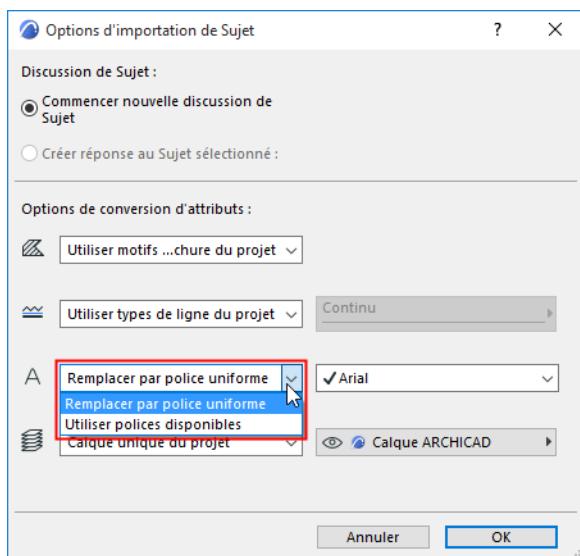 Options d'importation de Sujet
?
Discussion de Sujet :
Commencer nouvelle discussion de
Sujet
Créer réponse au Sujet sélectionné :
Options de conversion d'attributs :
Utiliser motifs ...chure du projet
Utiliser types de ligne du projet
Continu
A
Remplacer par police uniforme
Arial
Remplacer par police uniforme
Utiliser polices disponibles
Calque unique du projet
Calque ARCHICAD
Annuler
OK